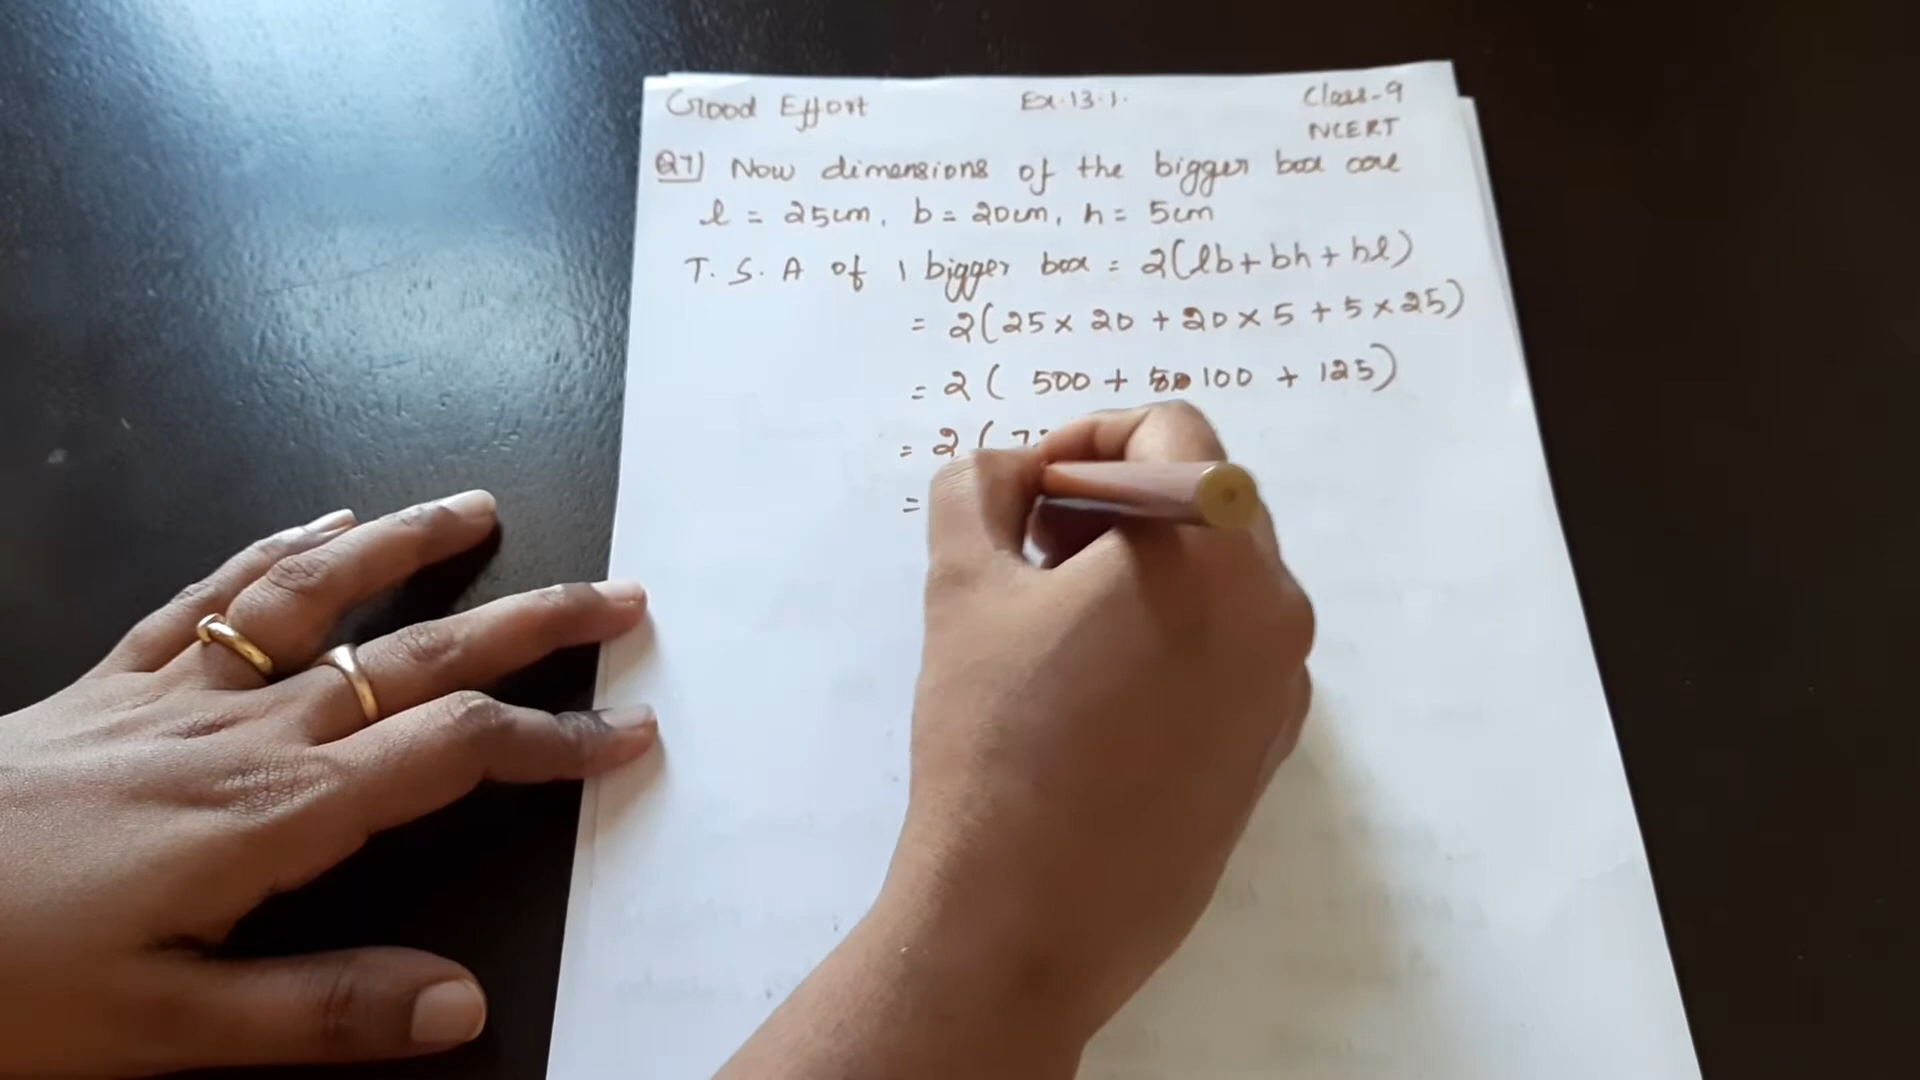 Good Effort Ex.13.1. Class-9
NCERT
Q7) Now dimensions of the bigger box are
l = 25cm, b = 20cm, h = 5cm
T.S.A of 1 bigger box = 2(lb+bh+hl)
= 2(25×20+20×5+5×25)
= 2( 500+ 100 + 125)
= 2(7
=